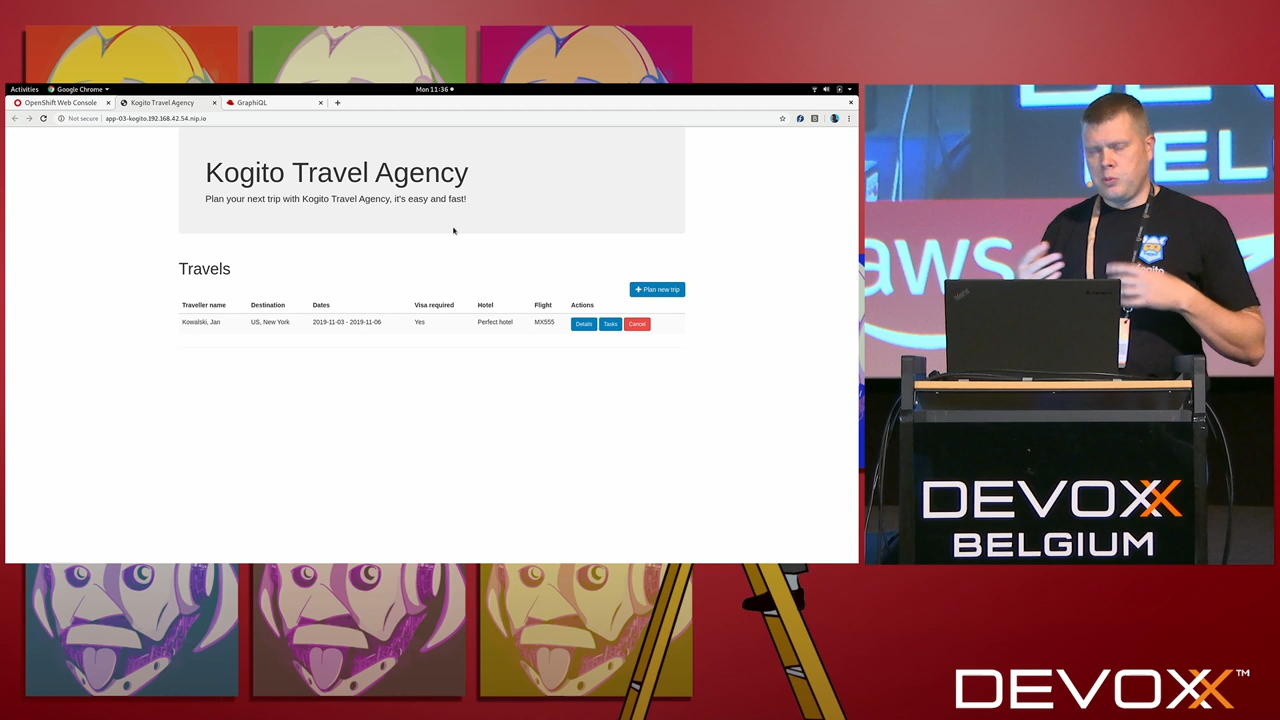 Activities
Google Chrome
Mon 11:36
OpenShift Web Console
Kogito Travel Agency
GraphiQL
Not secure
app-03-kogito.192.168.42.54.nip.io
Kogito Travel Agency
Plan your next trip with Kogito Travel Agency, it's easy and fast!
Travels
Plan new trip
Traveller name Destination Dates Visa required Hotel Flight Actions
Kowalski, Jan US, New York 2019-11-03 - 2019-11-06 Yes Perfect hotel MX555 Details Tasks Cancel
BEL
aws
Kogito
DEVOXX
BELGIUM
DEVOXX™